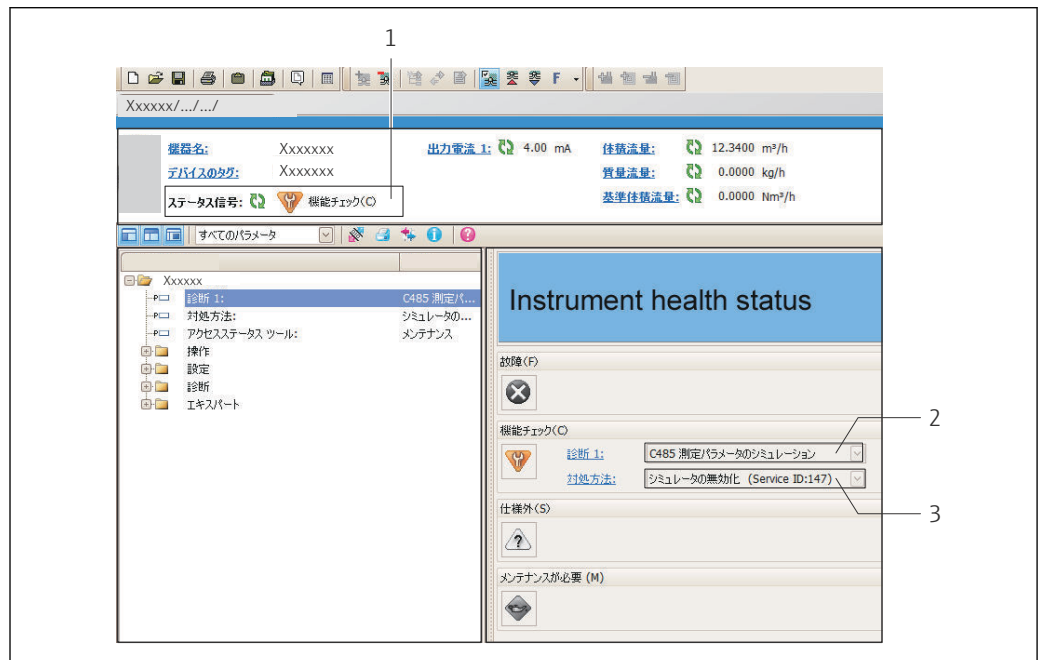 1
F
Xxxxxx/.../.../
機器名: Xxxxxxx 出力電流 1: 4.00 mA 体積流量: 12.3400 m³/h
デバイスのタグ: Xxxxxxx 質量流量: 0.0000 kg/h
ステータス信号: 機能チェック(C) 基準体積流量: 0.0000 Nm³/h
すべてのパラメータ
Xxxxxx
診断 1: C485 測定パ...
対処方法: シミュレータの...
アクセスステータス ツール: メンテナンス
操作
設定
診断
エキスパート
Instrument health status
故障(F)
機能チェック(C)
診断 1: C485 測定パラメータのシミュレーション
対処方法: シミュレータの無効化 (Service ID:147)
仕様外(S)
メンテナンスが必要 (M)
2
3